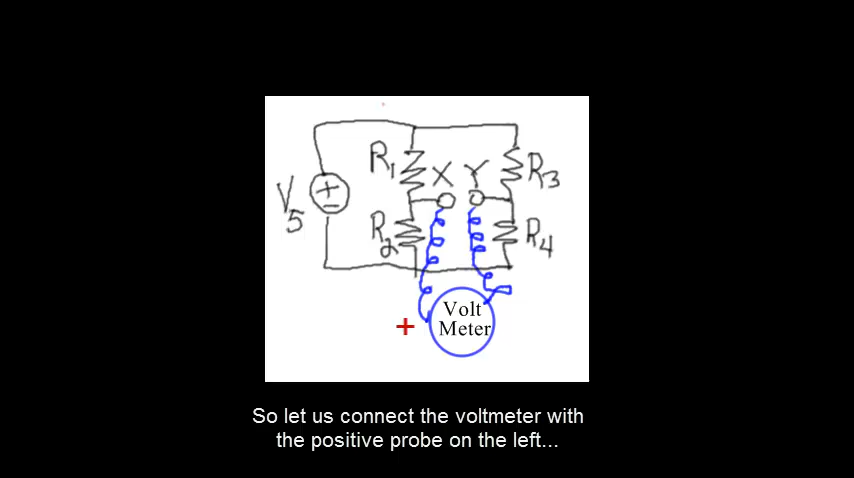 R1
X
Y
R3
V5
+
-
R2
R4
Volt
Meter
+
So let us connect the voltmeter with
the positive probe on the left...